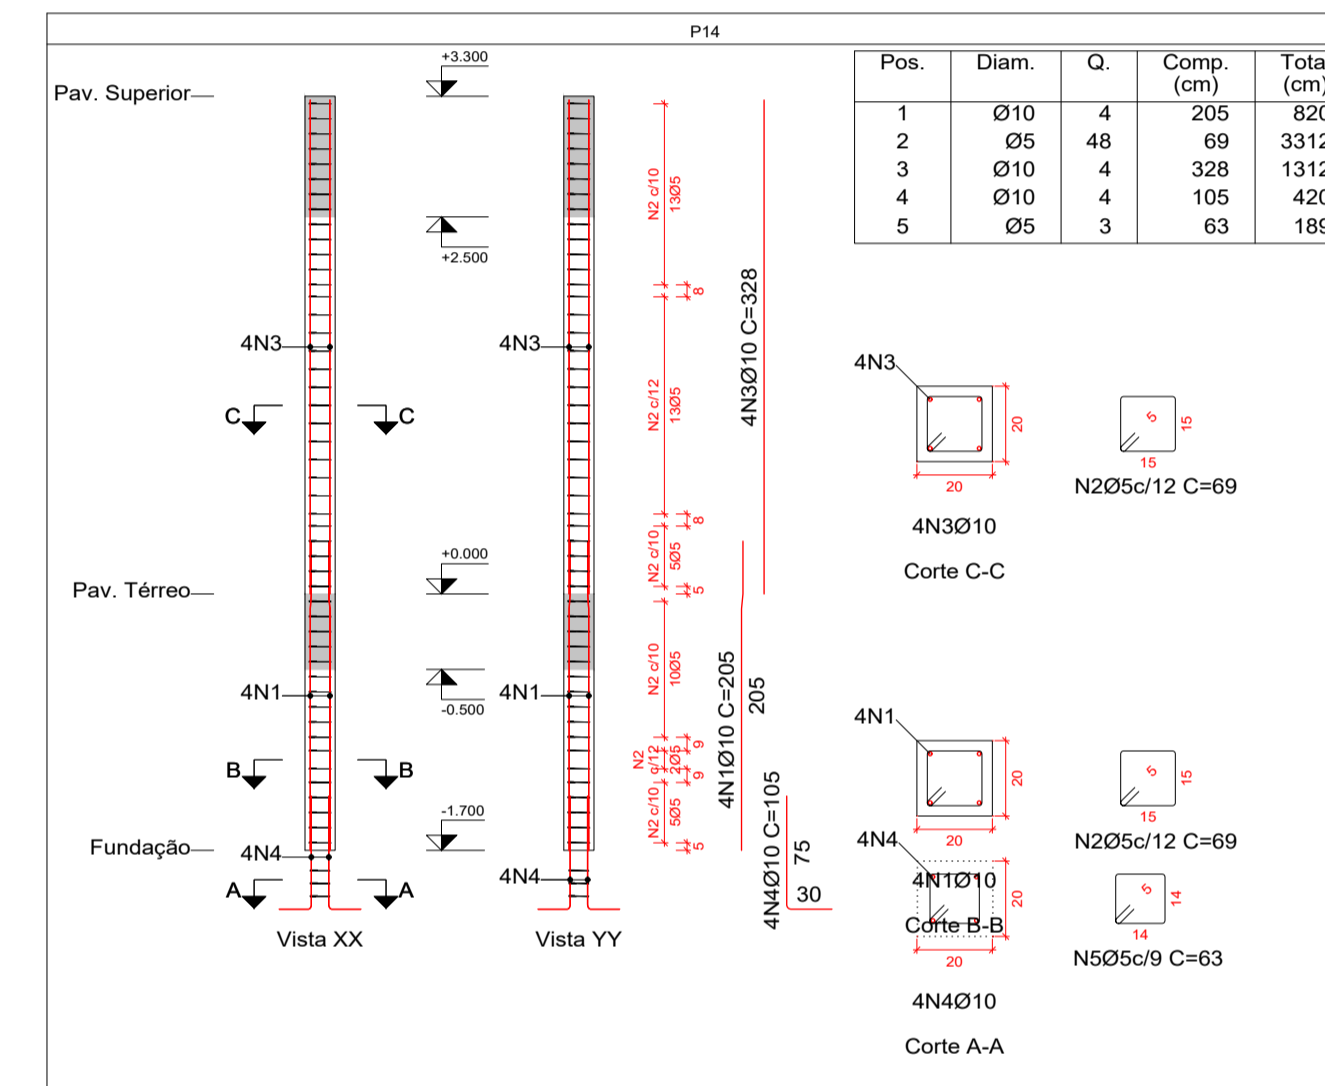 P14
Pos. Diam. Q. Comp. (cm) Tota (cm)
1 Ø10 4 205 820
2 Ø5 48 69 3312
3 Ø10 4 328 1312
4 Ø10 4 105 420
5 Ø5 3 63 189
Pav. Superior
+3.300
+2.500
4N3
4N3
C
C
Pav. Térreo
+0.000
-0.500
4N1
4N1
B
B
Fundação
-1.700
4N4
4N4
A
A
Vista XX
Vista YY
N2 c/10
13Ø5
8
N2 c/12
13Ø5
8
N2 c/10
5Ø5
5
N2 c/10
10Ø5
9
N2
c/12
2Ø5
9
N2 c/10
5Ø5
5
4N3Ø10 C=328
4N1Ø10 C=205
205
4N4Ø10 C=105
75
30
4N3
20
20
5
15
15
N2Ø5c/12 C=69
4N3Ø10
Corte C-C
4N1
20
20
5
15
15
N2Ø5c/12 C=69
4N1Ø10
Corte B-B
4N4
20
20
5
14
14
N5Ø5c/9 C=63
4N4Ø10
Corte A-A